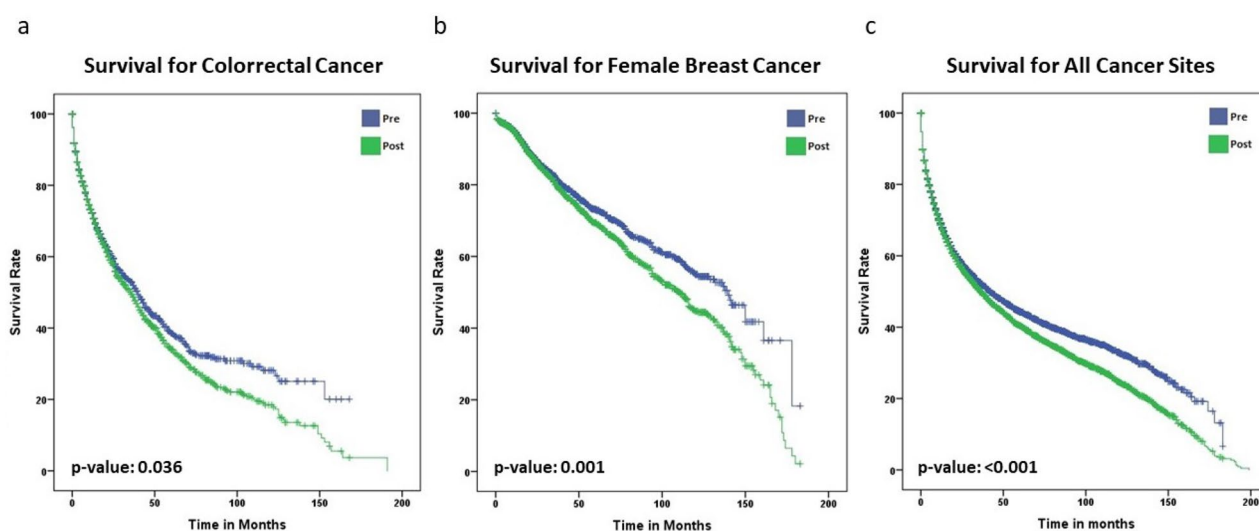 a
Survival for Colorrectal Cancer
Pre
Post
100
80
60
40
20
0
Survival Rate
p-value: 0.036
0
50
100
150
200
Time in Months
b
Survival for Female Breast Cancer
Pre
Post
100
80
60
40
20
0
Survival Rate
p-value: 0.001
0
50
100
150
200
Time in Months
c
Survival for All Cancer Sites
Pre
Post
100
80
60
40
20
0
Survival Rate
p-value: <0.001
0
50
100
150
200
Time in months